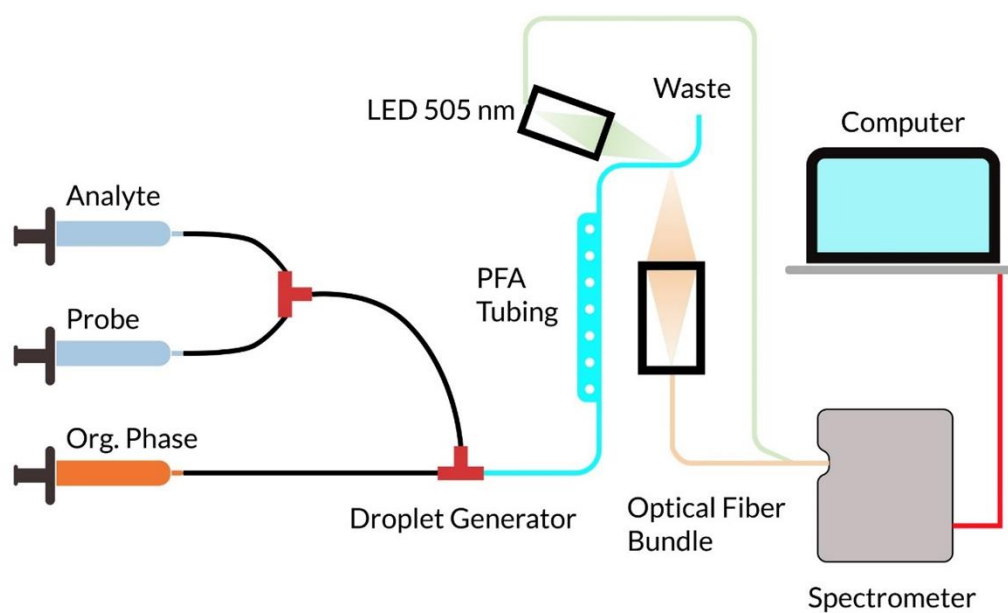 LED 505 nm
Waste
Computer
Analyte
PFA
Tubing
Probe
Org. Phase
Droplet Generator
Optical Fiber
Bundle
Spectrometer